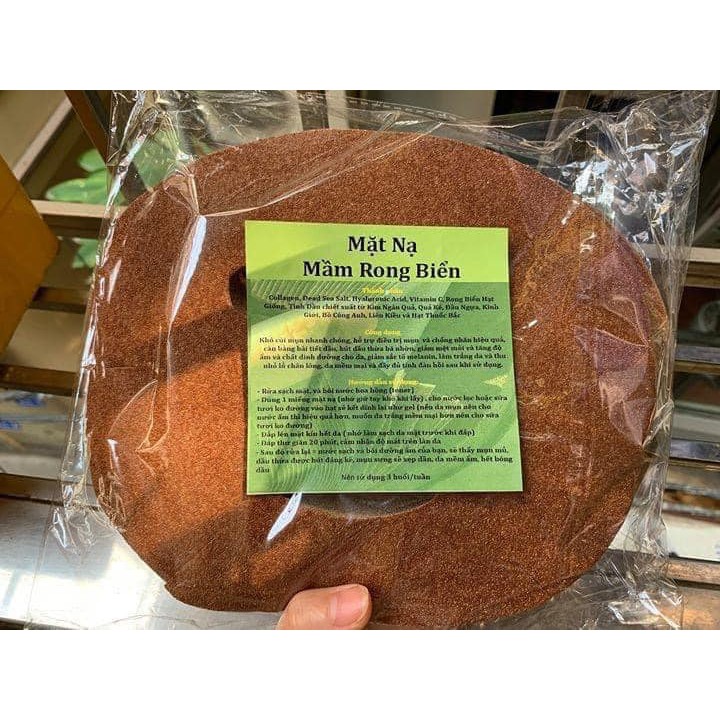 Mặt Nạ
Mầm Rong Biển
Thành phần
- Collagen, Dead Sea Salt, Hyaluronic Acid, Vitamin C, Rong Biển Hạt
Giống, Tinh Dầu chiết suất từ Kim Ngân Quả, Quả Kê, Đầu Ngựa, Kinh
Giới, Bồ Công Anh, Liên Kiều và Hạt Thuốc Bắc
Công dụng
Khô cùi mụn nhanh chóng, hỗ trợ điều trị mụn và chống nhăn hiệu quả,
cân bằng bài tiết dầu, hút dầu thừa bã nhờn, giảm mệt mỏi và tăng độ
ẩm và chất dinh dưỡng cho da, giảm sắc tố melanin, làm trắng da và thu
nhỏ lỗ chân lông, da mềm mại và đầy đủ tính đàn hồi sau khi sử dụng.
Hướng dẫn sử dụng:
- Rửa sạch mặt, và bôi nước hoa hồng (toner)
- Dùng 1 miếng mặt nạ (nhớ giữ tay khô khi lấy), cho nước lọc hoặc sữa
tươi ko đường vào hạt sẽ kết dính lại như gel (nếu da mụn nên cho
nước ấm thì hiệu quả hơn, muốn da trắng mềm mại hơn nên cho sữa
tươi ko đường)
- Đắp lên mặt kín hết da ( nhớ làm sạch da mặt trước khi đắp)
- Đắp thư giãn 20 phút, cảm nhận độ mát trên làn da
- Sau đó rửa lại = nước sạch và bôi dưỡng ẩm của bạn, sẽ thấy mụn mủ,
dầu thừa được hút đáng kể, mụn sưng sẽ xẹp dần, da mềm ẩm, hết bóng
dầu
Nên sử dụng 3 buổi/tuần